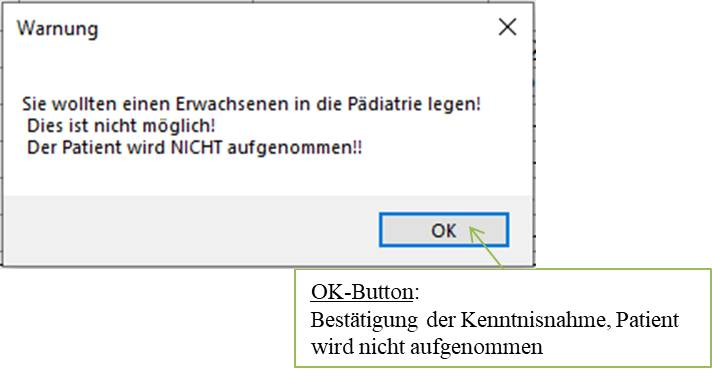 Warnung
Sie wollten einen Erwachsenen in die Pädiatrie legen!
Dies ist nicht möglich!
Der Patient wird NICHT aufgenommen!!
OK
OK-Button:
Bestätigung der Kenntnisnahme, Patient
wird nicht aufgenommen